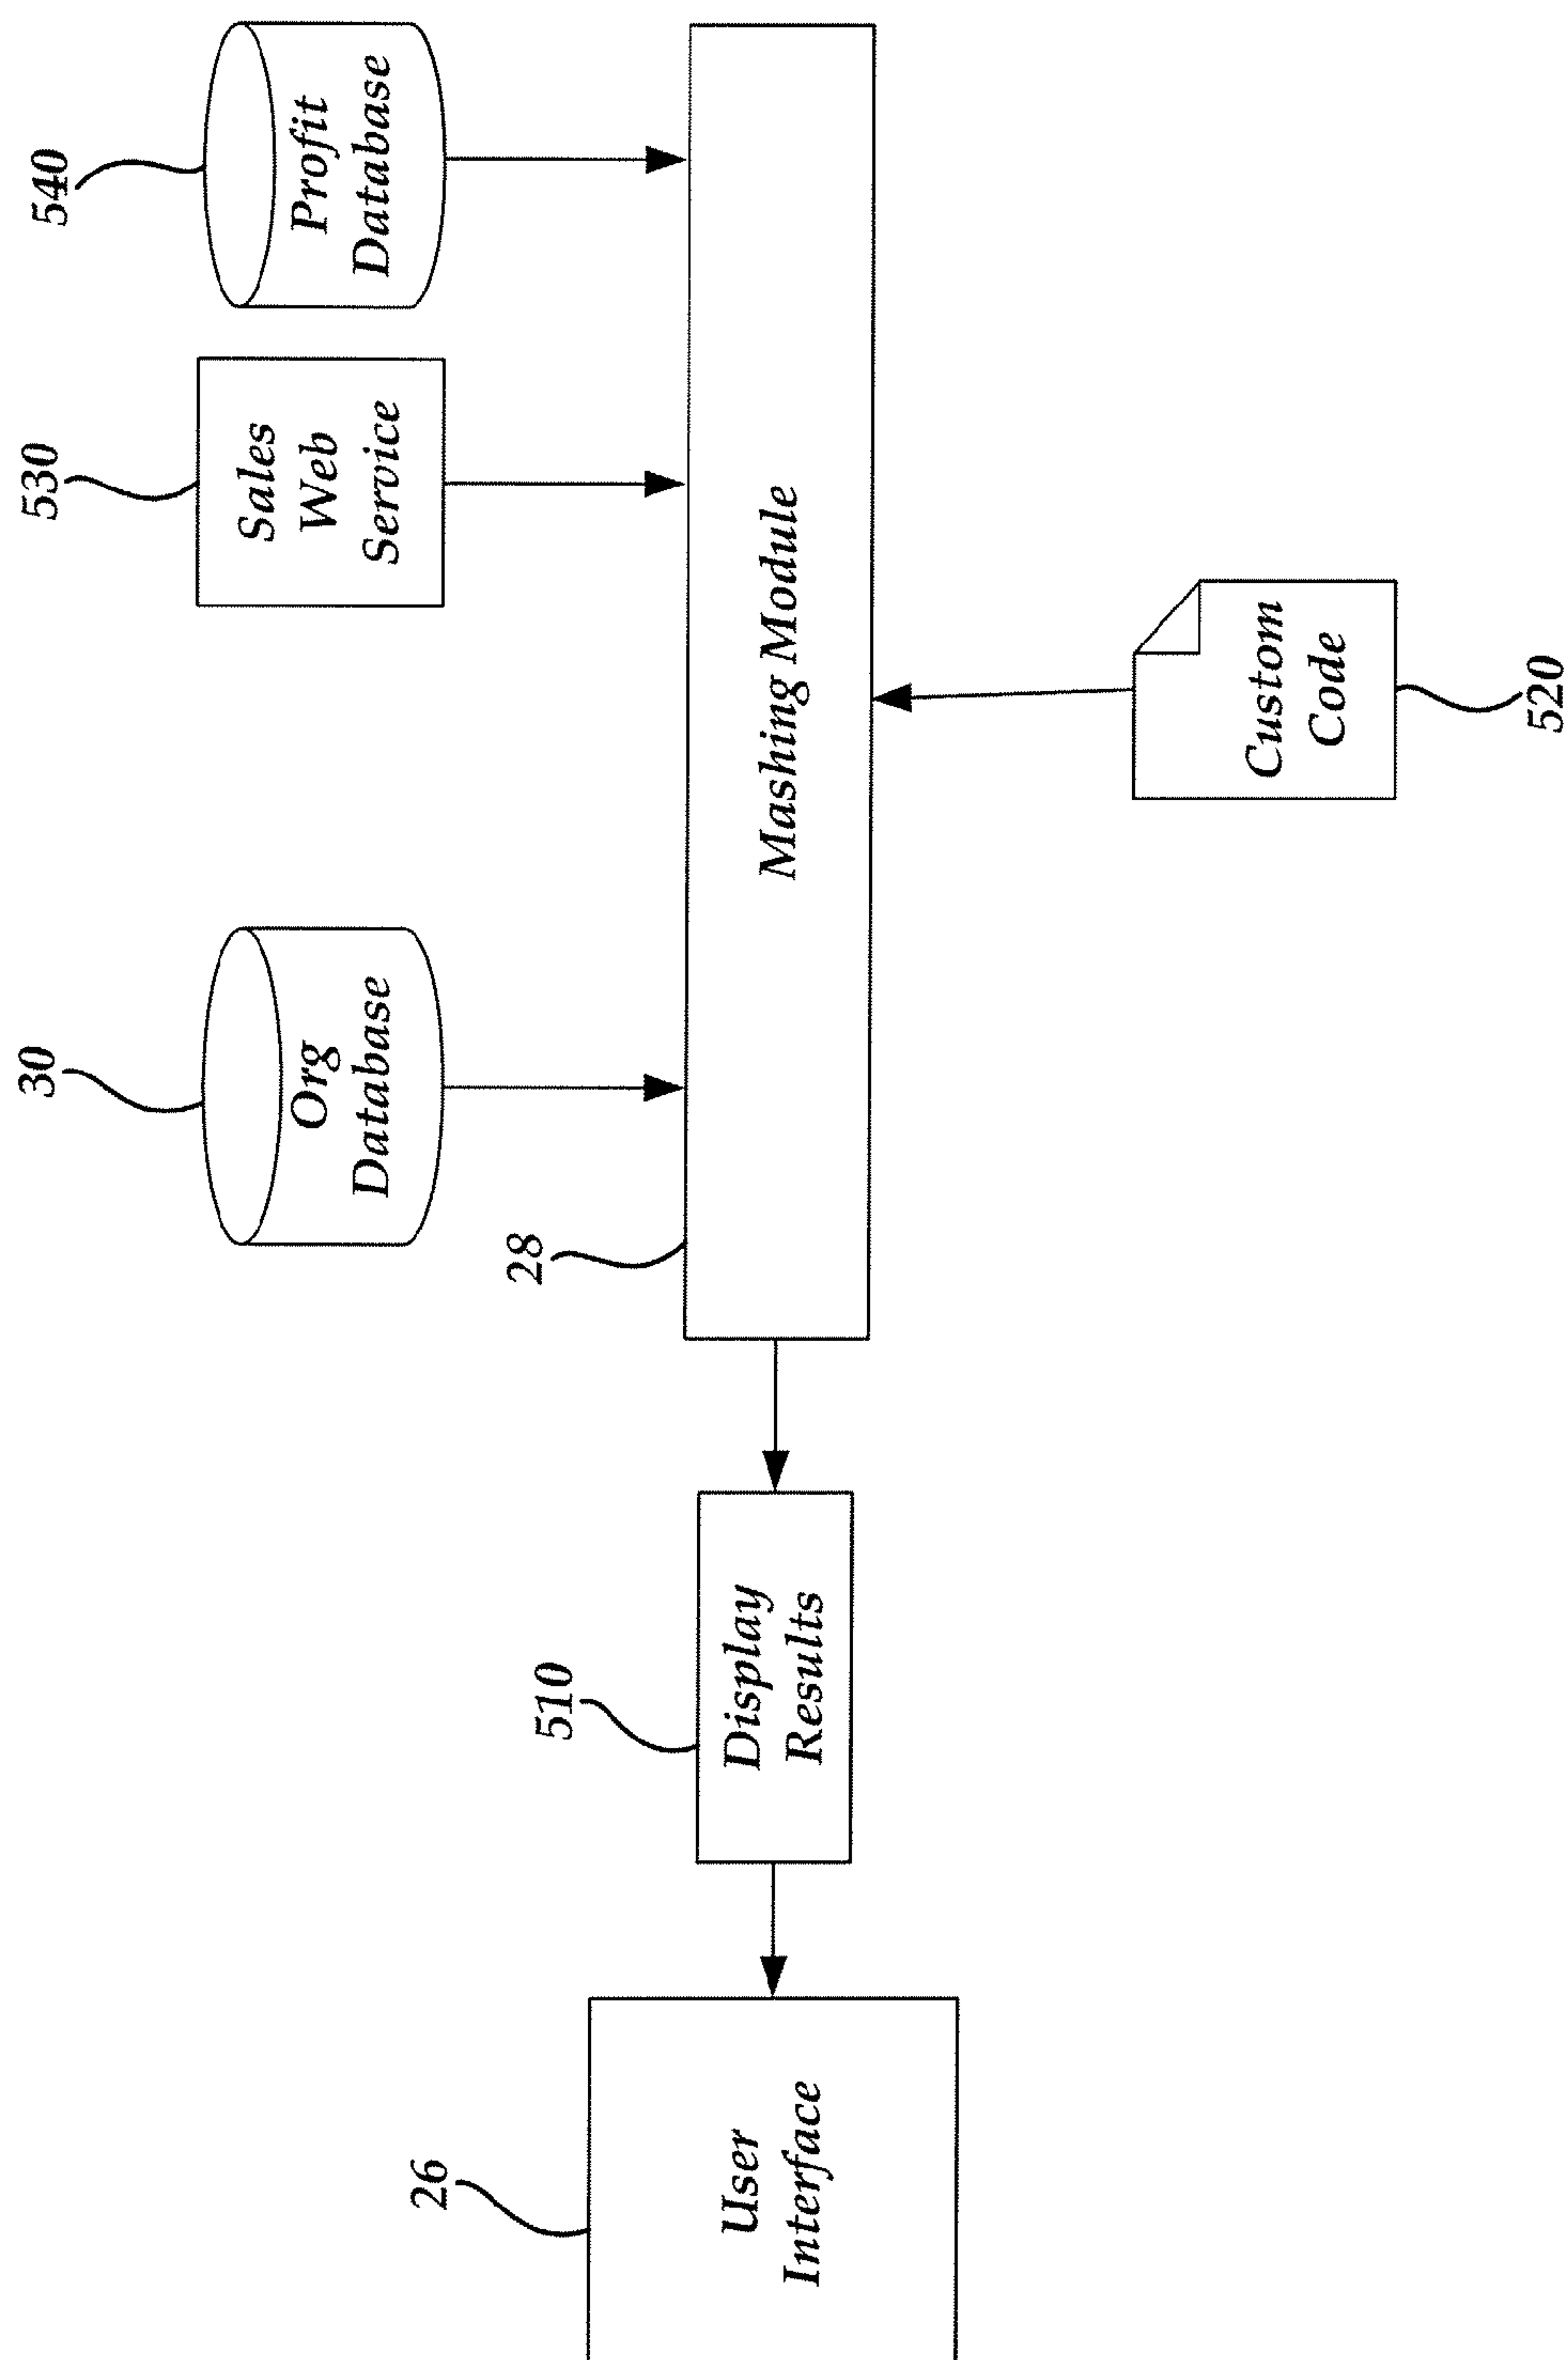 30
Org
Database
530
Sales
Web
Service
540
Profit
Database
26
User
Interface
510
Display
Results
28
Mashing Module
Custom
Code
520